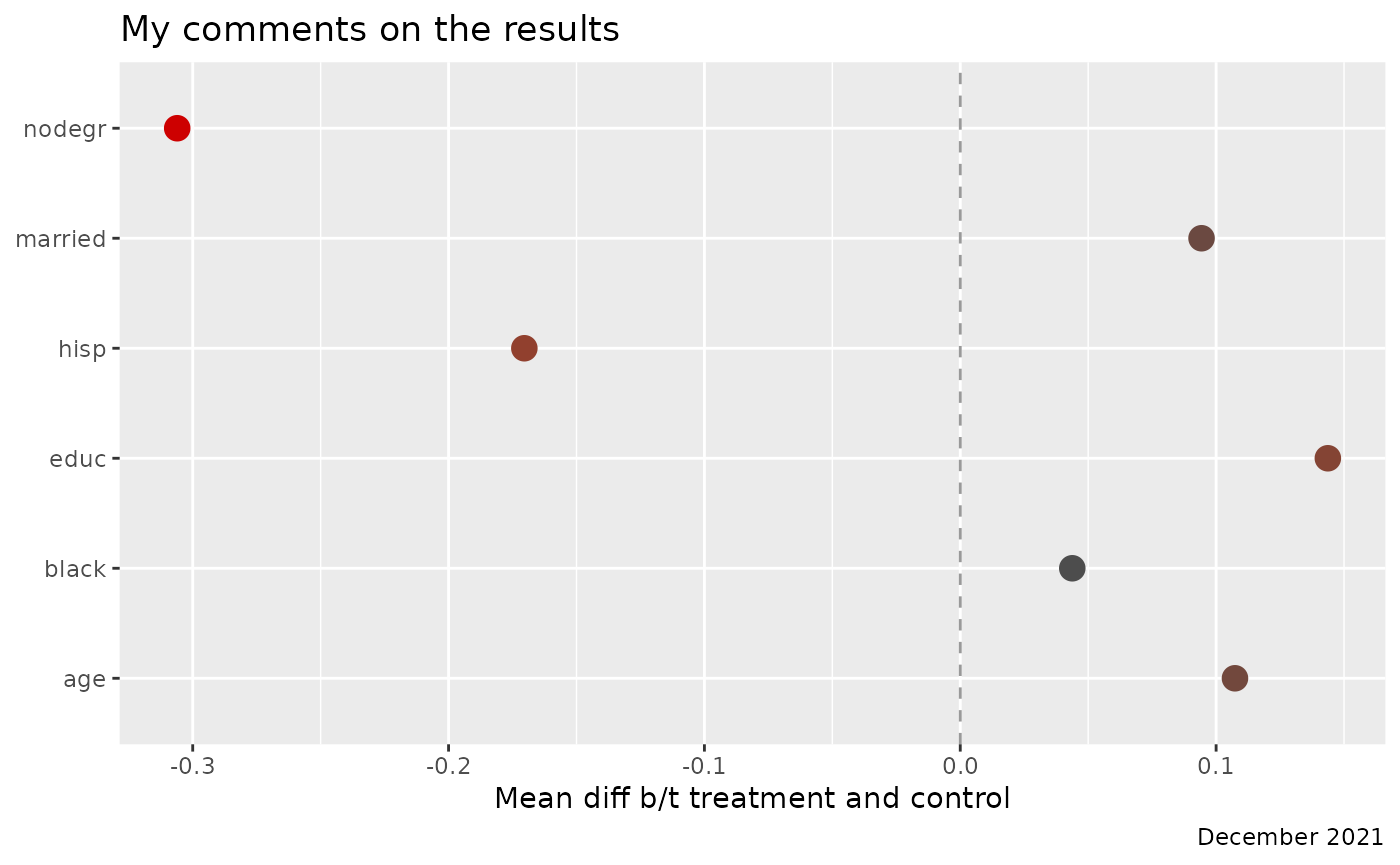 My comments on the results
nodegr
married
hisp
educ
black
age
-0.3 -0.2 -0.1 0.0 0.1
Mean diff b/t treatment and control
December 2021